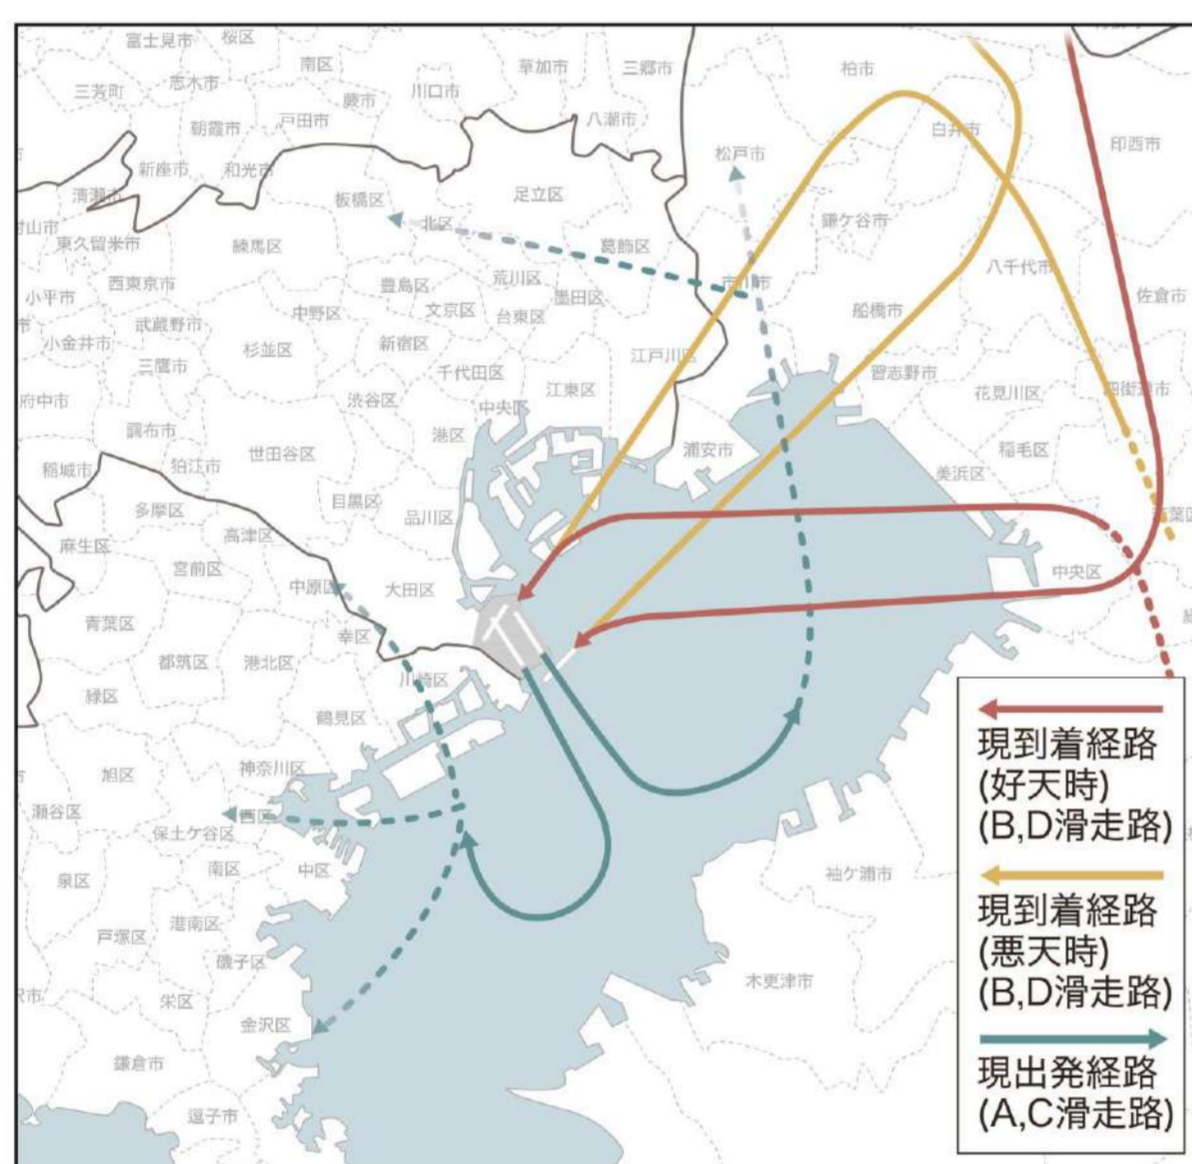 富士見市
桜区
南区
草加市
三郷町
柏市
三芳町
志木市
蕨市
川口市
朝霞市
戸田市
八潮市
白井市
印西市
松戸市
新座市
和光市
清瀬市
板橋区
足立区
北区
村山市
東久留米市
練馬区
葛飾区
鎌ケ谷市
八千代市
小平市
西東京市
豊島区
荒川区
墨田区
市川市
佐倉市
武蔵野市
中野区
文京区
台東区
船橋市
小金井市
杉並区
新宿区
江戸川区
三鷹市
千代田区
習志野市
府中市
渋谷区
中央区
江東区
花見川区
四街道市
調布市
港区
浦安市
稲毛区
稲城市
狛江市
世田谷区
美浜区
多摩区
目黒区
品川区
若葉区
麻生区
高津区
宮前区
中原区
大田区
中央区
青葉区
幸区
都筑区
港北区
川崎区
緑区
鶴見区
旭区
神奈川区
瀬谷区
保土ケ谷区
西区
泉区
南区
中区
袖ケ浦市
戸塚区
港南区
磯子区
木更津市
栄区
金沢区
鎌倉市
逗子市
現到着経路
(好天時)
(B,D滑走路)
現到着経路
(悪天時)
(B,D滑走路)
現出発経路
(A,C滑走路)